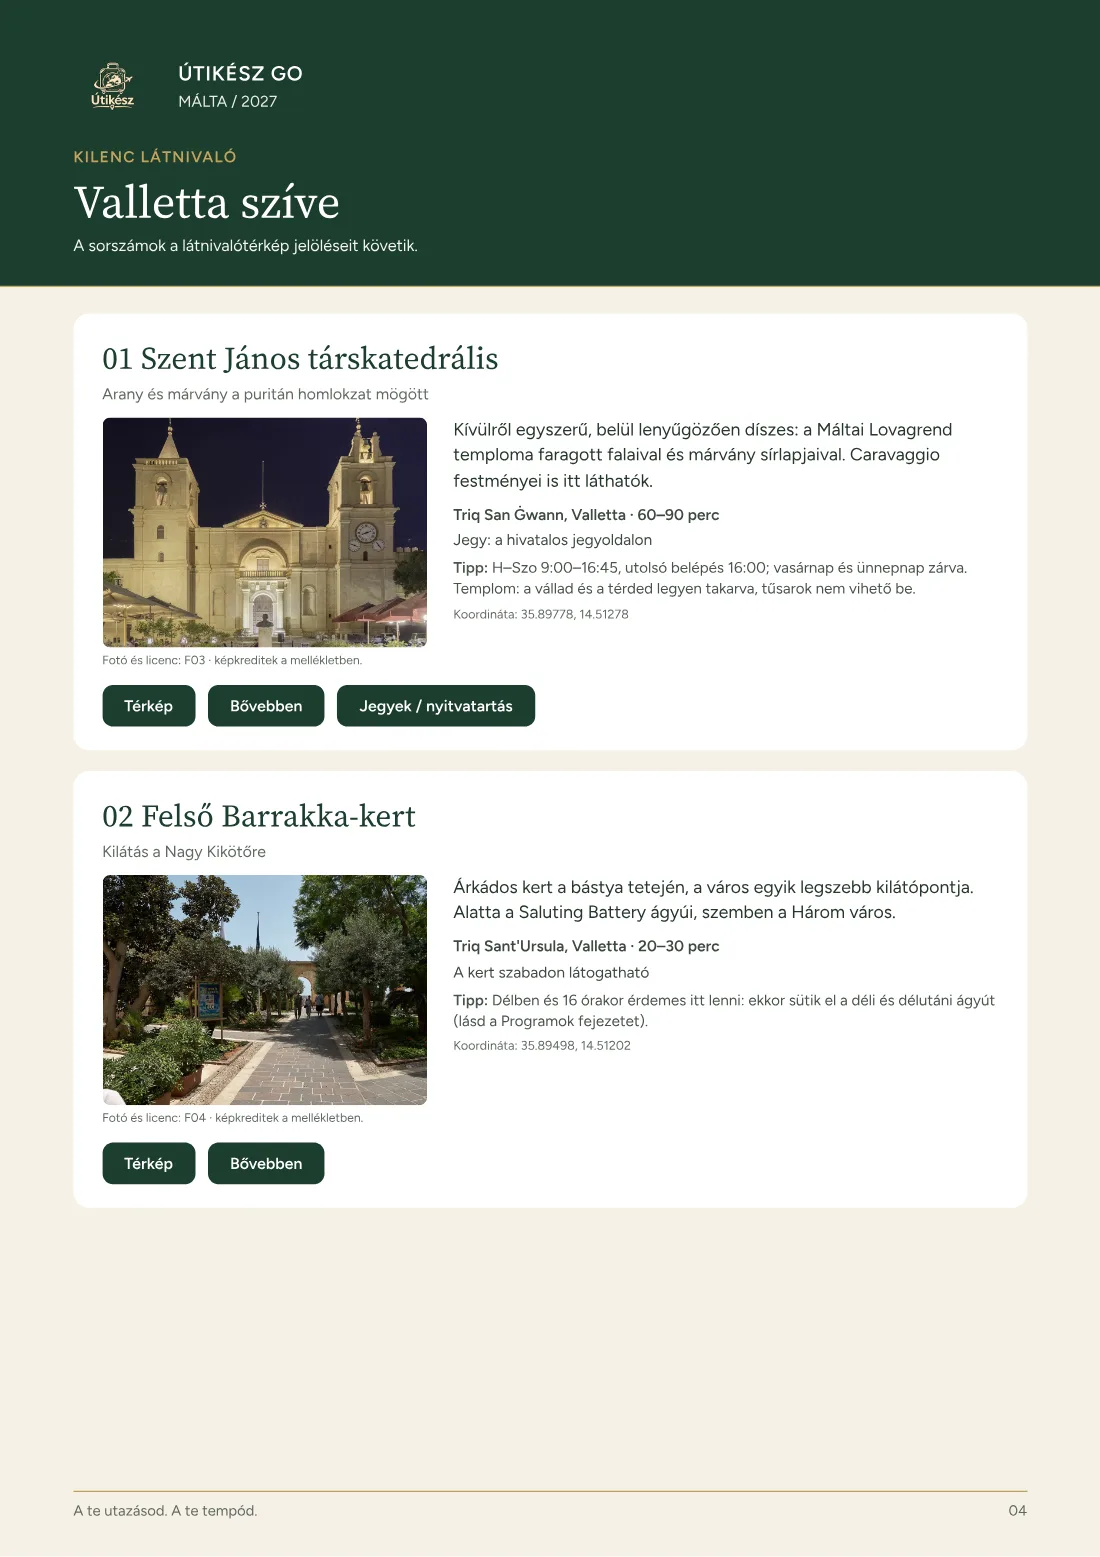 Útikész
ÚTIKÉSZ GO
MÁLTA / 2027
KILENC LÁTNIVALÓ
Valletta szíve
A sorszámok a látnivalótérkép jelöléseit követik.
01 Szent János társkatedrális
Arany és márvány a puritán homlokzat mögött
Kívülről egyszerű, belül lenyűgözően díszes: a Máltai Lovagrend
temploma faragott falaival és márvány sírlapjaival. Caravaggio
festményei is itt láthatók.
Triq San Ġwann, Valletta · 60–90 perc
Jegy: a hivatalos jegyoldalon
Tipp: H–Szo 9:00–16:45, utolsó belépés 16:00; vasárnap és ünnepnap zárva.
Templom: a vállad és a térded legyen takarva, tűsarok nem vihető be.
Koordináta: 35.89778, 14.51278
Fotó és licenc: F03 · képkreditek a mellékletben.
Térkép
Bővebben
Jegyek / nyitvatartás
02 Felső Barrakka-kert
Kilátás a Nagy Kikötőre
Árkádos kert a bástya tetején, a város egyik legszebb kilátópontja.
Alatta a Saluting Battery ágyúi, szemben a Három város.
Triq Sant'Ursula, Valletta · 20–30 perc
A kert szabadon látogatható
Tipp: Délben és 16 órakor érdemes itt lenni: ekkor sütik el a déli és délutáni ágyút
(lásd a Programok fejezetet).
Koordináta: 35.89498, 14.51202
Fotó és licenc: F04 · képkreditek a mellékletben.
Térkép
Bővebben
A te utazásod. A te tempód.
04